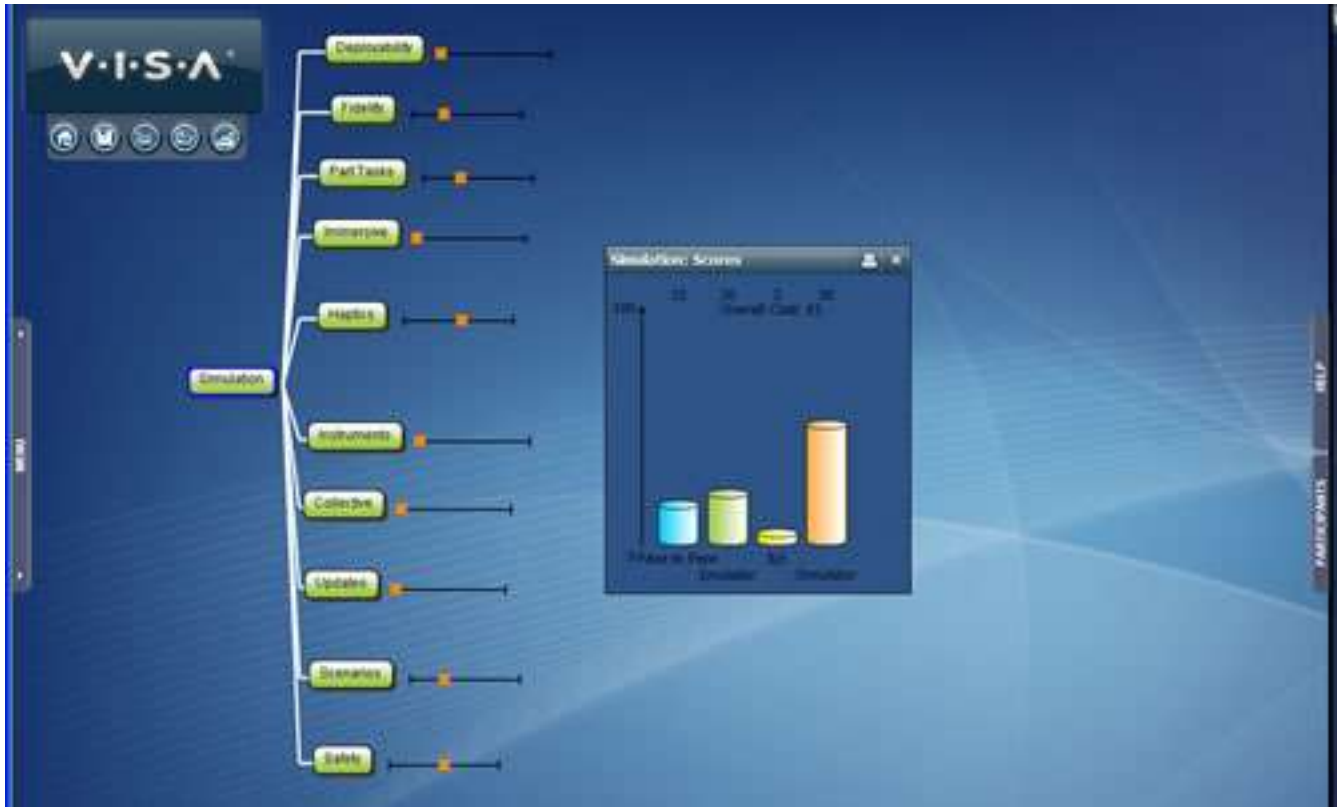 V·I·S·A
Deployability
Fidelity
Part Tasks
Immersive
Haptics
Simulation
Instruments
Collective
Updates
Scenarios
Safety
Simulation: Scores
100
Overall Cost:
Simulator
MENU
HELP
PARTICIPANTS